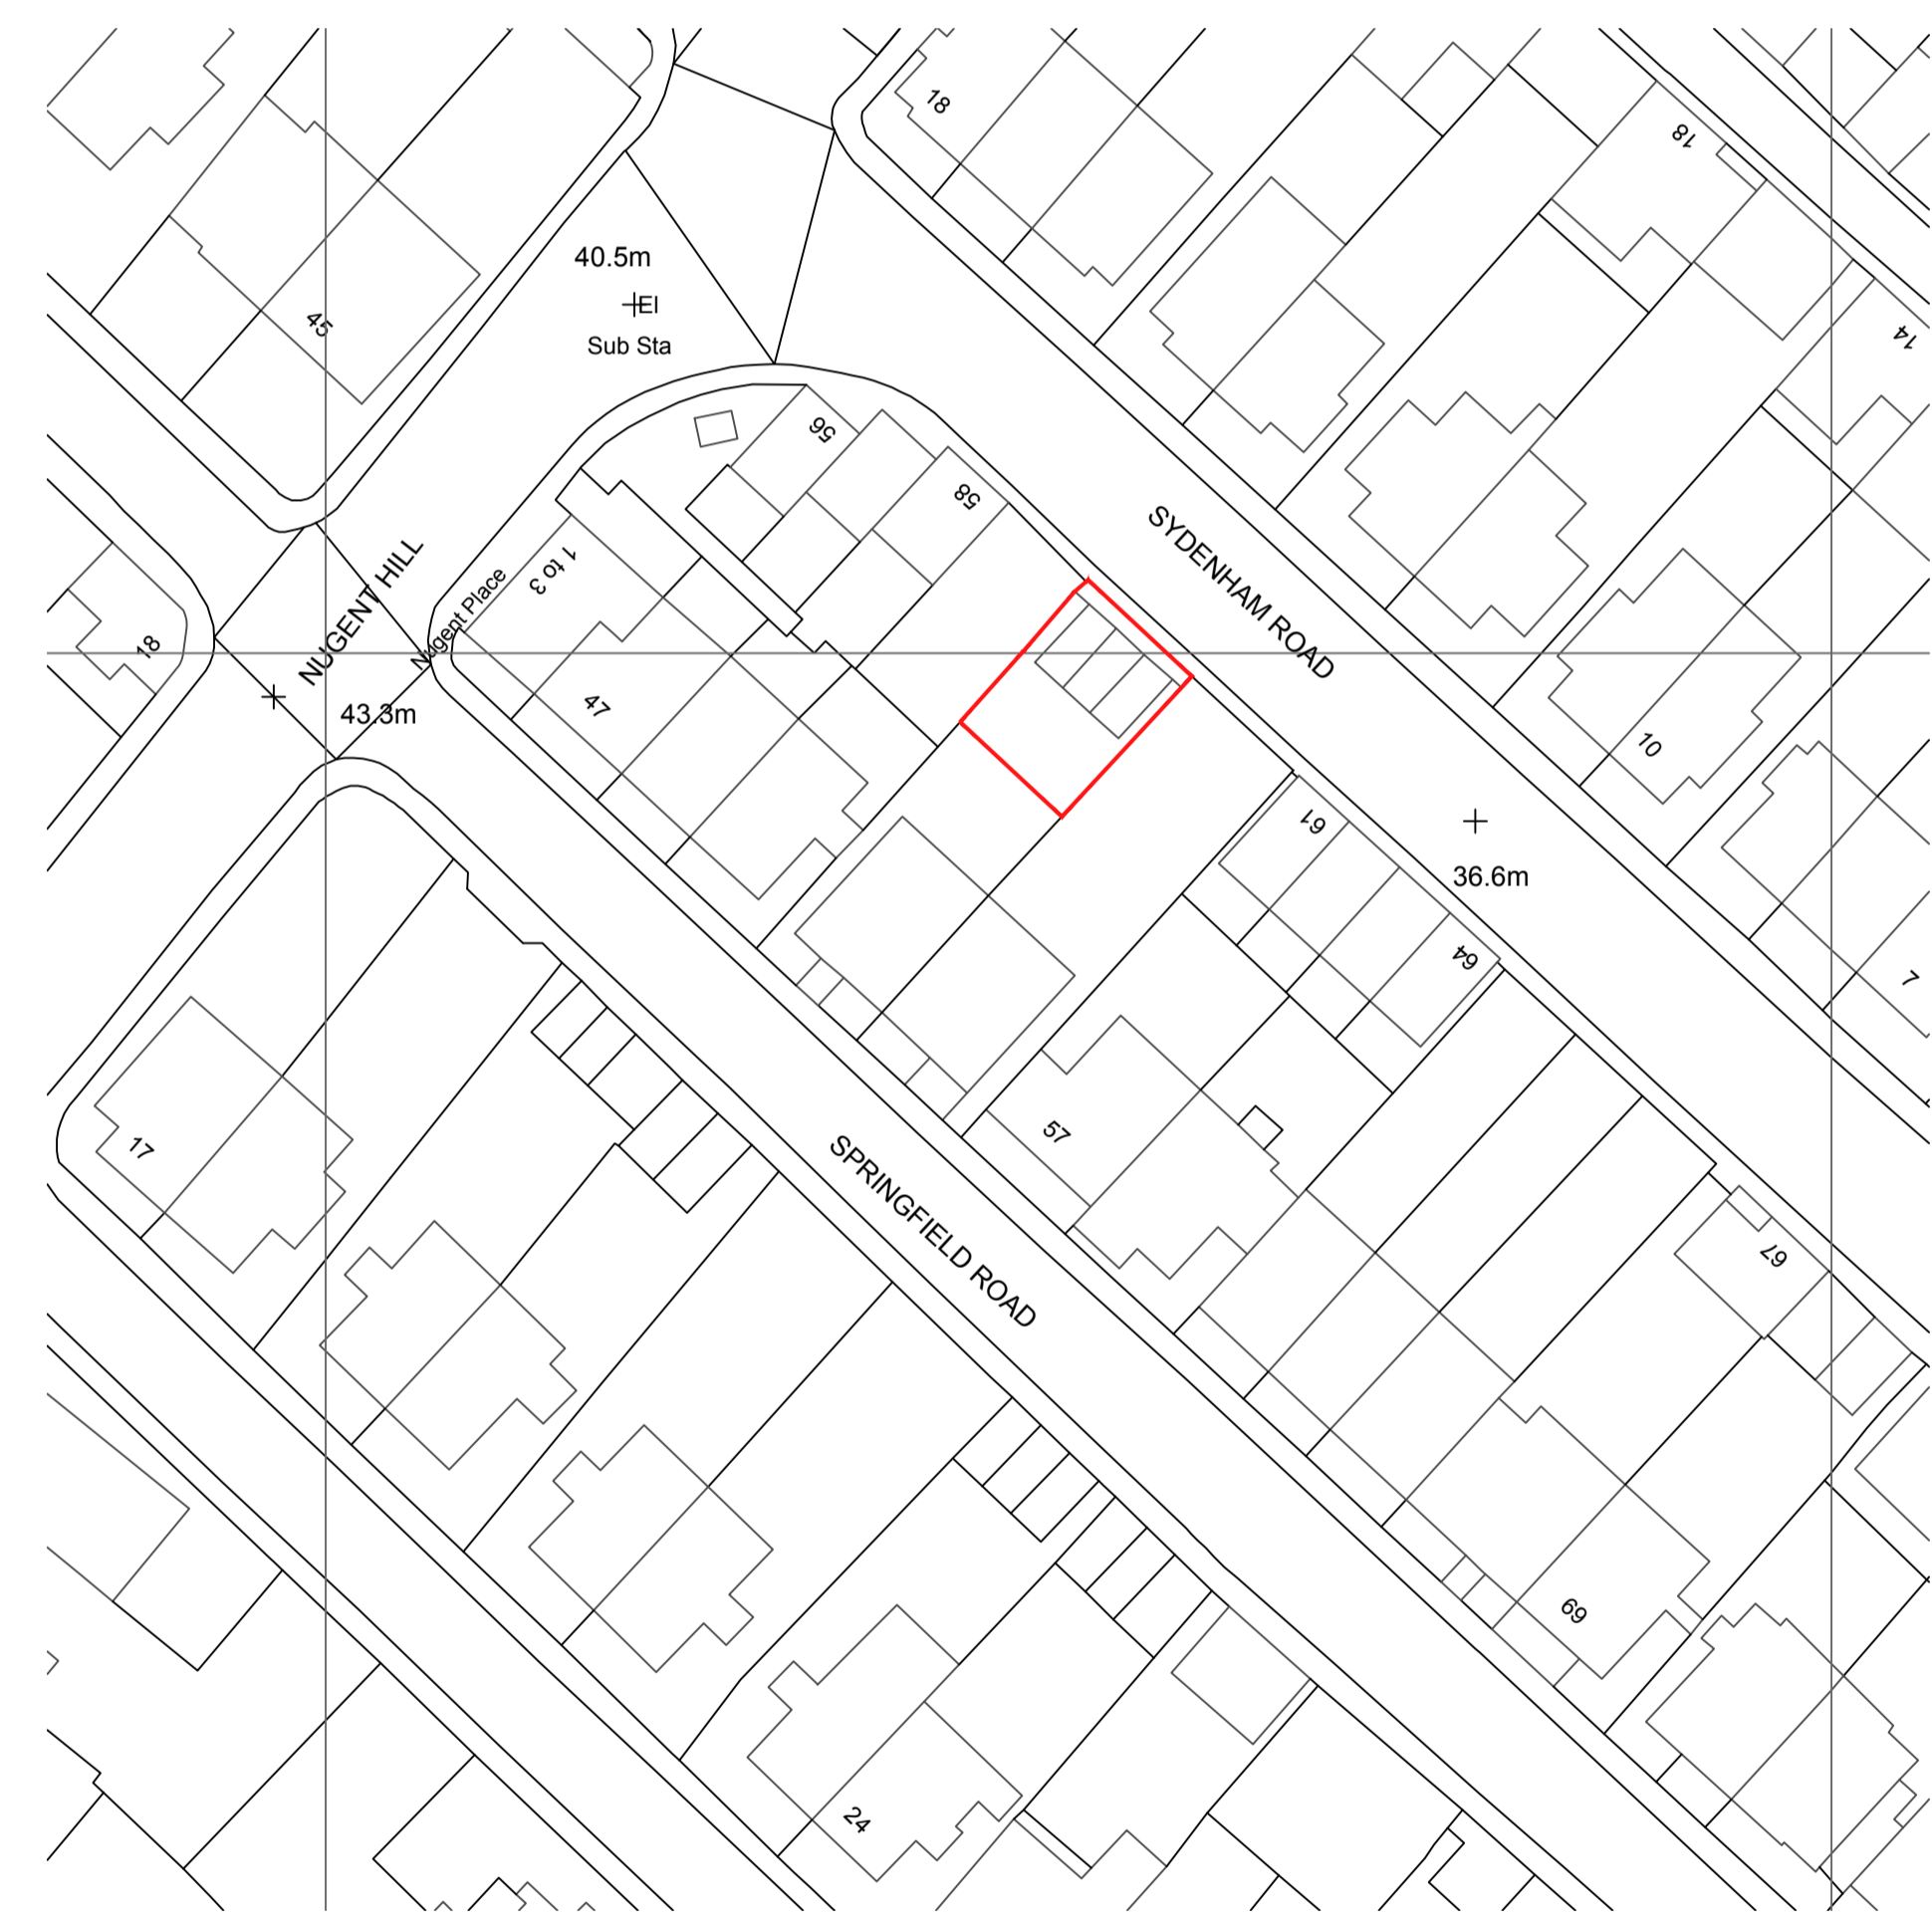 18
18
14
40.5m
El
Sub Sta
45
56
58
SYDENHAM ROAD
NUGENT HILL
Nugent Place
1 to 3
18
43.3m
47
10
61
36.6m
64
7
17
57
SPRINGFIELD ROAD
67
69
24